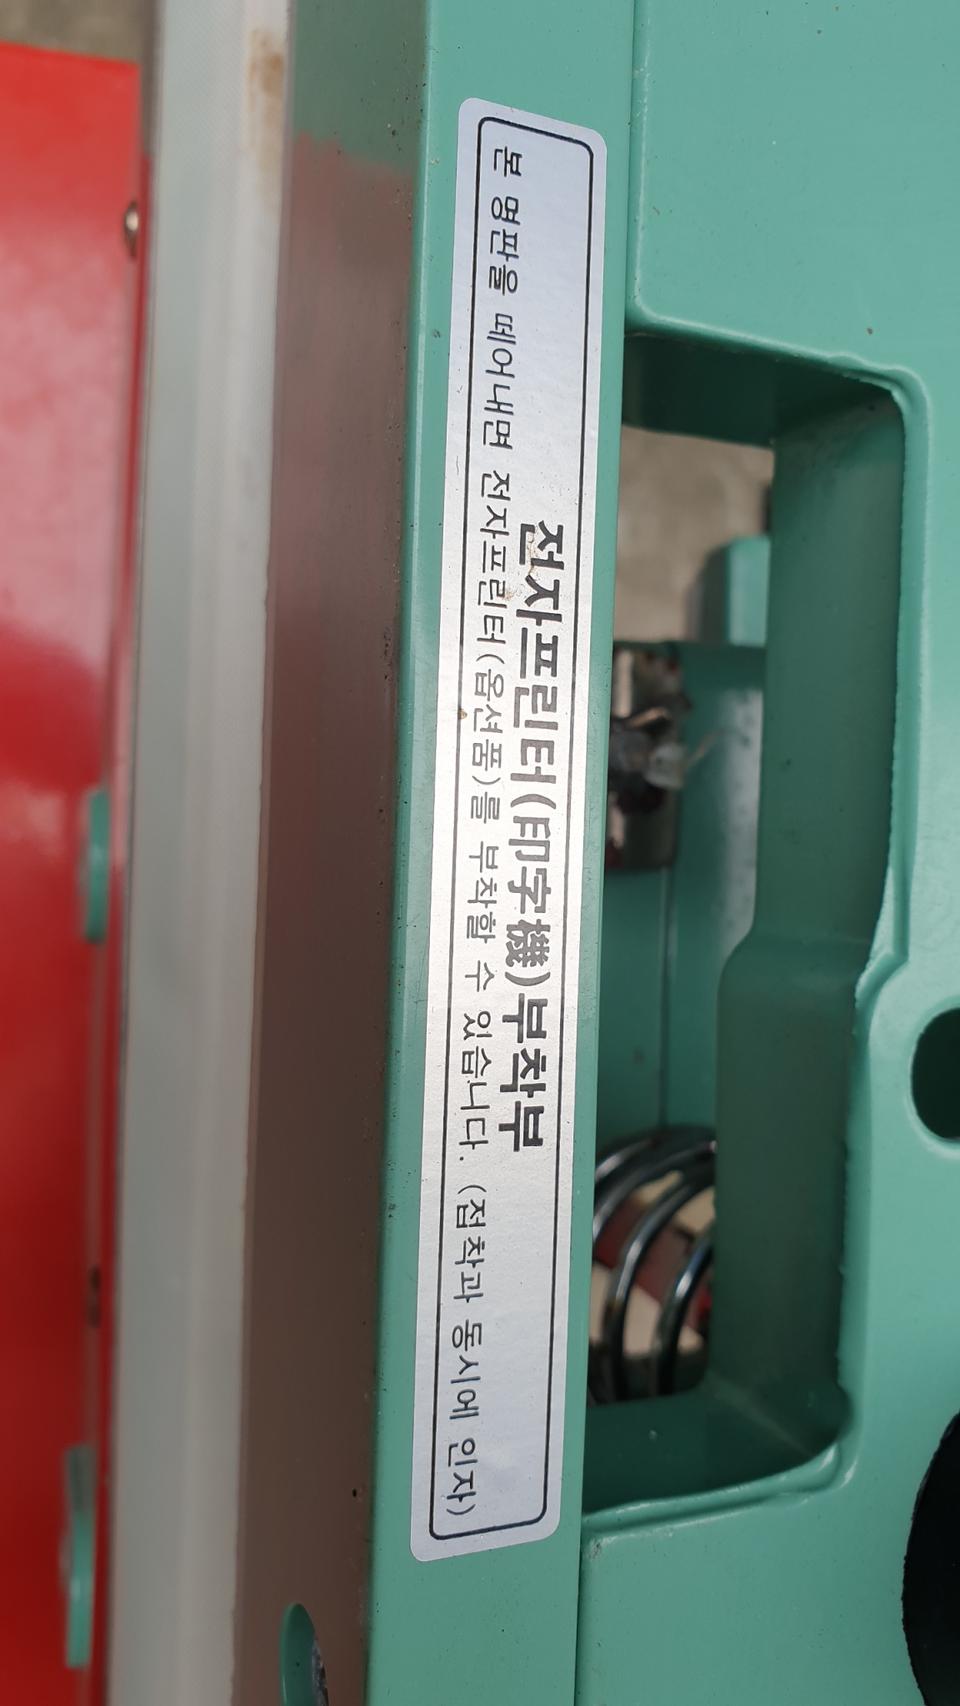 전자프린터(印字機)부착부
본 명판을 떼어내면 전자프린터(옵션품)를 부착할 수 있습니다. (접착과 동시에 인자)